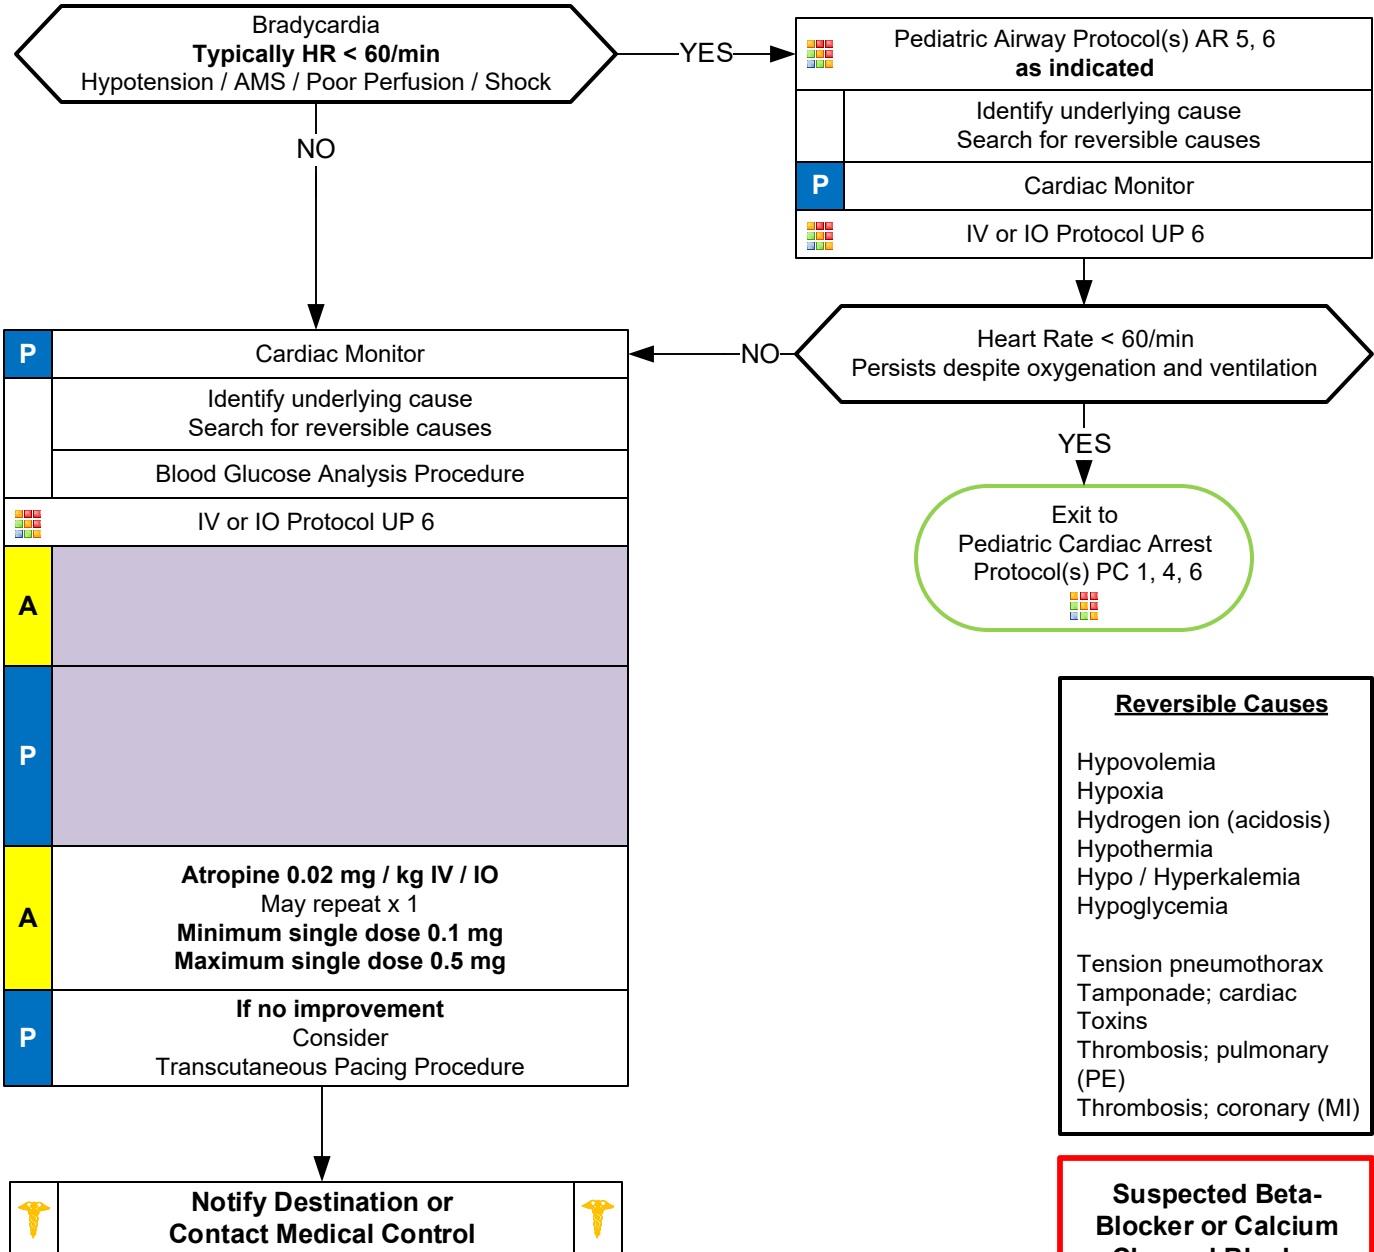 Bradycardia
Typically HR < 60/min
Hypotension / AMS / Poor Perfusion / Shock
YES
NO
Pediatric Airway Protocol(s) AR 5, 6
as indicated
Identify underlying cause
Search for reversible causes
P
Cardiac Monitor
IV or IO Protocol UP 6
Heart Rate < 60/min
Persists despite oxygenation and ventilation
NO
YES
Exit to
Pediatric Cardiac Arrest
Protocol(s) PC 1, 4, 6
P
Cardiac Monitor
Identify underlying cause
Search for reversible causes
Blood Glucose Analysis Procedure
IV or IO Protocol UP 6
A
P
A
Atropine 0.02 mg / kg IV / IO
May repeat x 1
Minimum single dose 0.1 mg
Maximum single dose 0.5 mg
P
If no improvement
Consider
Transcutaneous Pacing Procedure
Notify Destination or
Contact Medical Control
Reversible Causes
Hypovolemia
Hypoxia
Hydrogen ion (acidosis)
Hypothermia
Hypo / Hyperkalemia
Hypoglycemia
Tension pneumothorax
Tamponade; cardiac
Toxins
Thrombosis; pulmonary
(PE)
Thrombosis; coronary (MI)
Suspected Beta-
Blocker or Calcium
Channel Blocker